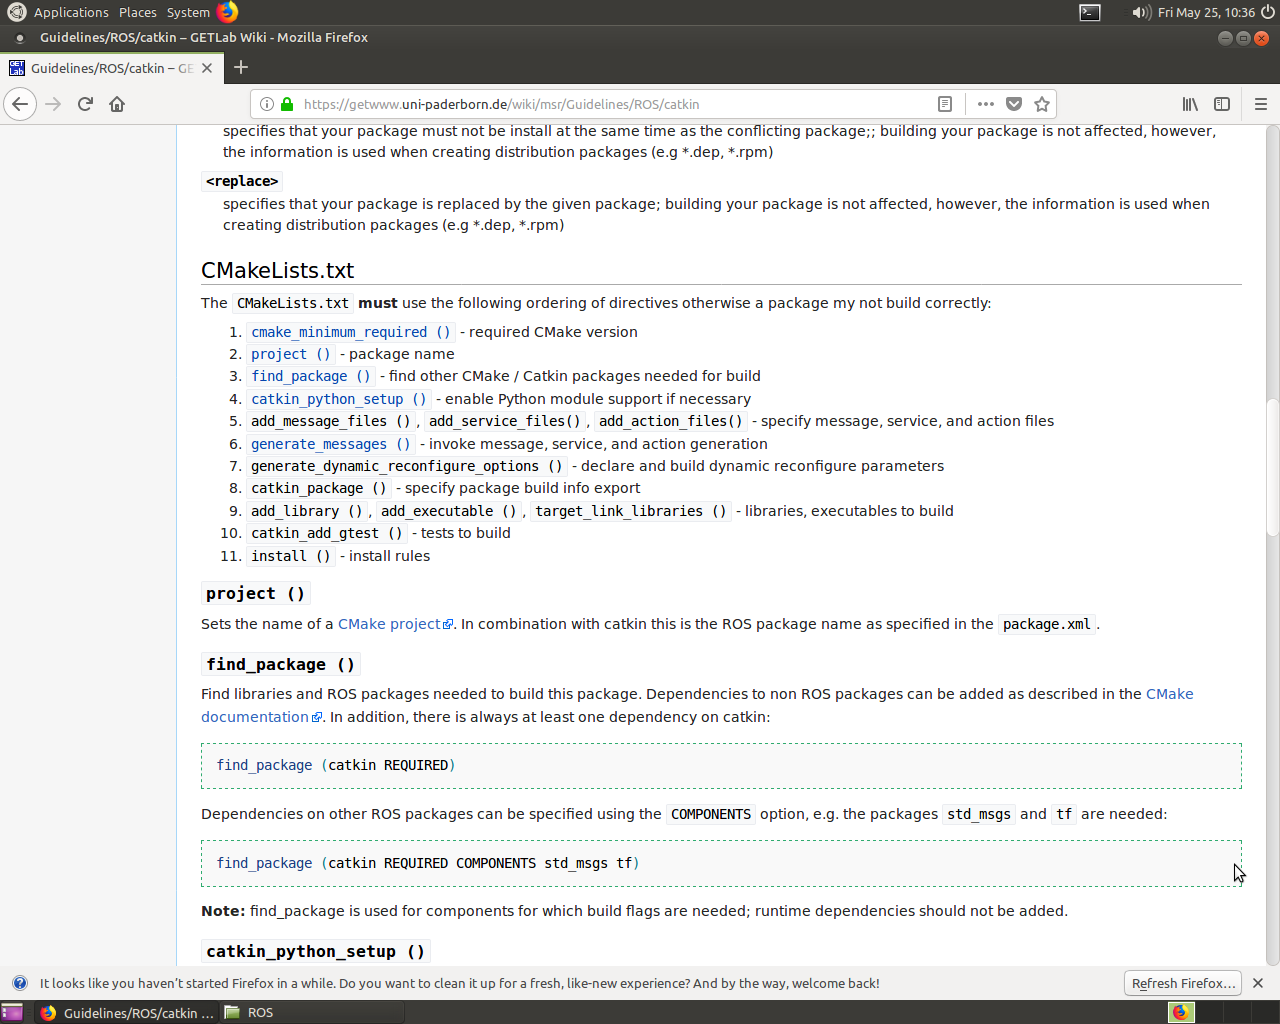 Applications Places System
Fri May 25, 10:36
Guidelines/ROS/catkin – GETLab Wiki - Mozilla Firefox
GET Lab Guidelines/ROS/catkin – GE
https://getwww.uni-paderborn.de/wiki/msr/Guidelines/ROS/catkin
specifies that your package must not be install at the same time as the conflicting package;; building your package is not affected, however,
the information is used when creating distribution packages (e.g *.dep, *.rpm)
<replace>
specifies that your package is replaced by the given package; building your package is not affected, however, the information is used when
creating distribution packages (e.g *.dep, *.rpm)
CMakeLists.txt
The CMakeLists.txt must use the following ordering of directives otherwise a package my not build correctly:
1. cmake_minimum_required () - required CMake version
2. project () - package name
3. find_package () - find other CMake / Catkin packages needed for build
4. catkin_python_setup () - enable Python module support if necessary
5. add_message_files (), add_service_files(), add_action_files() - specify message, service, and action files
6. generate_messages () - invoke message, service, and action generation
7. generate_dynamic_reconfigure_options () - declare and build dynamic reconfigure parameters
8. catkin_package () - specify package build info export
9. add_library (), add_executable (), target_link_libraries () - libraries, executables to build
10. catkin_add_gtest () - tests to build
11. install () - install rules
project ()
Sets the name of a CMake project. In combination with catkin this is the ROS package name as specified in the package.xml.
find_package ()
Find libraries and ROS packages needed to build this package. Dependencies to non ROS packages can be added as described in the CMake
documentation. In addition, there is always at least one dependency on catkin:
find_package (catkin REQUIRED)
Dependencies on other ROS packages can be specified using the COMPONENTS option, e.g. the packages std_msgs and tf are needed:
find_package (catkin REQUIRED COMPONENTS std_msgs tf)
Note: find_package is used for components for which build flags are needed; runtime dependencies should not be added.
catkin_python_setup ()
It looks like you haven't started Firefox in a while. Do you want to clean it up for a fresh, like-new experience? And by the way, welcome back!
Refresh Firefox…
Guidelines/ROS/catkin ...
ROS